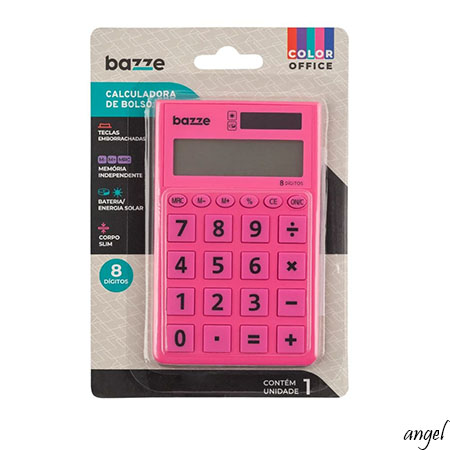 bazze
COLOR
OFFICE
CALCULADORA
DE BOLSO
TECLAS
EMBORRACHADAS
M- M+ MRC
MEMÓRIA
INDEPENDENTE
BATERIA/
ENERGIA SOLAR
CORPO
SLIM
8
DÍGITOS
bazze
8 DÍGITOS
MRC M- M+ % CE ON/C
7 8 9 ÷
4 5 6 ×
1 2 3 −
0 . = +
CONTÉM
UNIDADE 1
angel